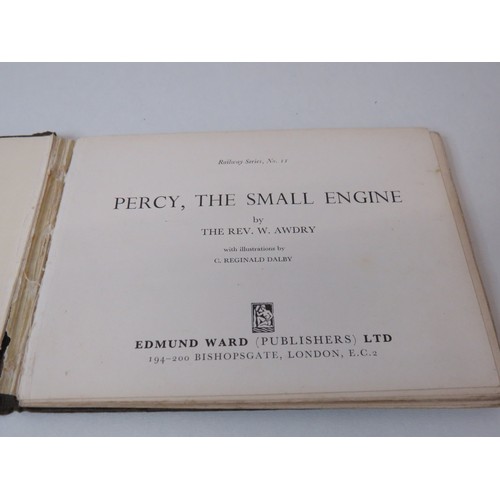 Railway Series, No. 11
PERCY, THE SMALL ENGINE
by
THE REV. W. AWDRY
with illustrations by
C. REGINALD DALBY
EDMUND WARD (PUBLISHERS) LTD
194–200 BISHOPSGATE, LONDON, E.C.2